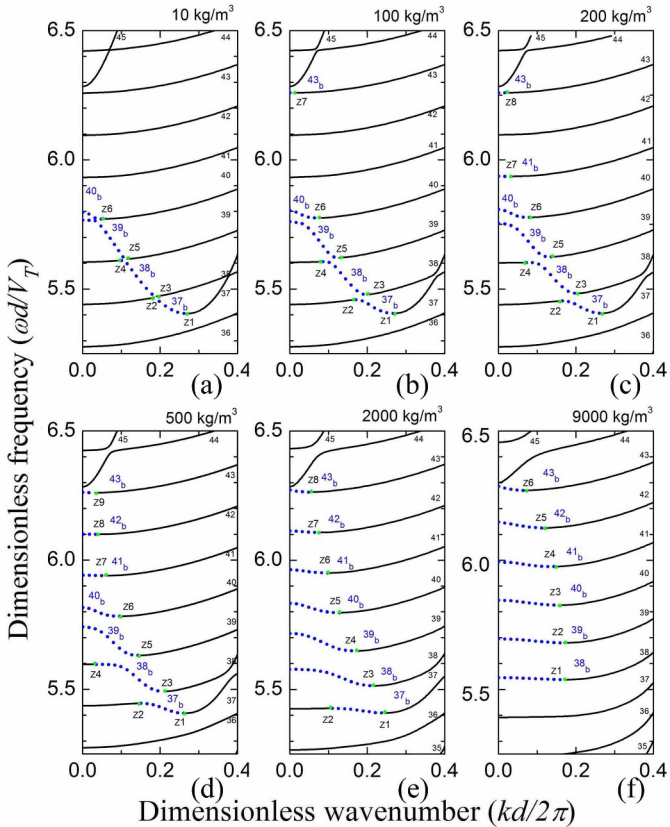 10 kg/m³
6.5
6.0
5.5
45
44
43
42
41
40
39
38
37
36
40b
z6
39b
z5
z4
38b
z3
z2
37b
z1
0.0 0.2 0.4
(a)
100 kg/m³
45
44
43b
z7
43
42
41
40
40b
z6
39
39b
z5
z4
38
38b
z3
z2
37b
37
z1
36
0.0 0.2 0.4
(b)
200 kg/m³
45
44
43b
z8
43
42
z7 41b
41
40
40b
z6
39
39b
z5
z4
38
38b
z3
z2
37b
37
z1
36
0.0 0.2 0.4
(c)
500 kg/m³
6.5
6.0
5.5
45
44
43b
z9
43
42b
z8
42
z7
41b
41
40
40b
z6
39b
39
z5
z4
38b
38
z3
37b
z2
z1
37
36
0.0 0.2 0.4
(d)
2000 kg/m³
45
44
z8 43b
43
42b
z7
42
z6
41b
41
40b
z5
40
z4
39b
39
38b
z3
38
37b
z2
z1
37
36
35
0.0 0.2 0.4
(e)
9000 kg/m³
45
44
43b
z6
43
42b
z5
42
z4
41b
41
z3
40b
40
z2
39b
39
z1
38b
38
37
36
35
0.0 0.2 0.4
(f)
Dimensionless frequency (ωd/V_T)
Dimensionless wavenumber (kd/2π)